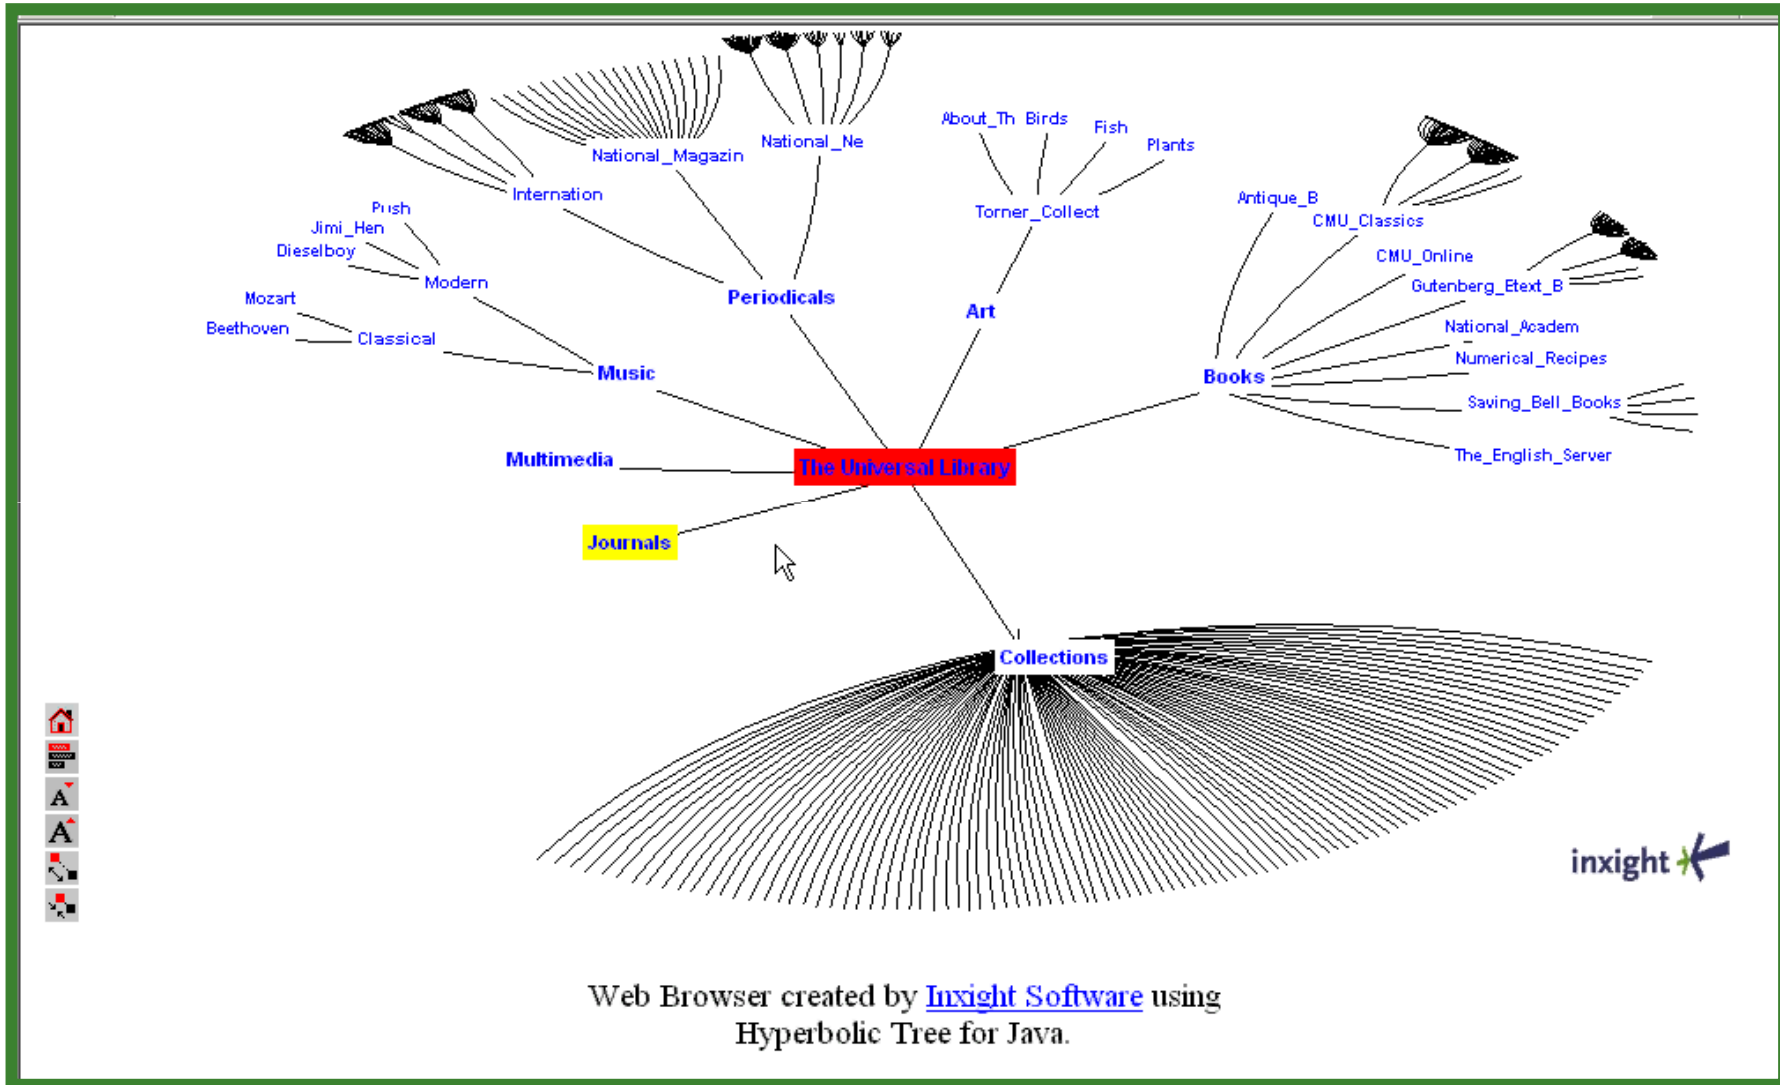 About_Th Birds
Fish
Plants
National_Ne
National_Magazin
Internation
Torner_Collect
Antique_B
CMU_Classics
CMU_Online
Gutenberg_Etext_B
National_Academ
Numerical_Recipes
Saving_Bell_Books
The_English_Server
Push
Jimi_Hen
Dieselboy
Modern
Mozart
Beethoven
Classical
Periodicals
Art
Music
Books
Multimedia
The Universal Library
Journals
Collections
A
A
inxight
Web Browser created by Inxight Software using
Hyperbolic Tree for Java.